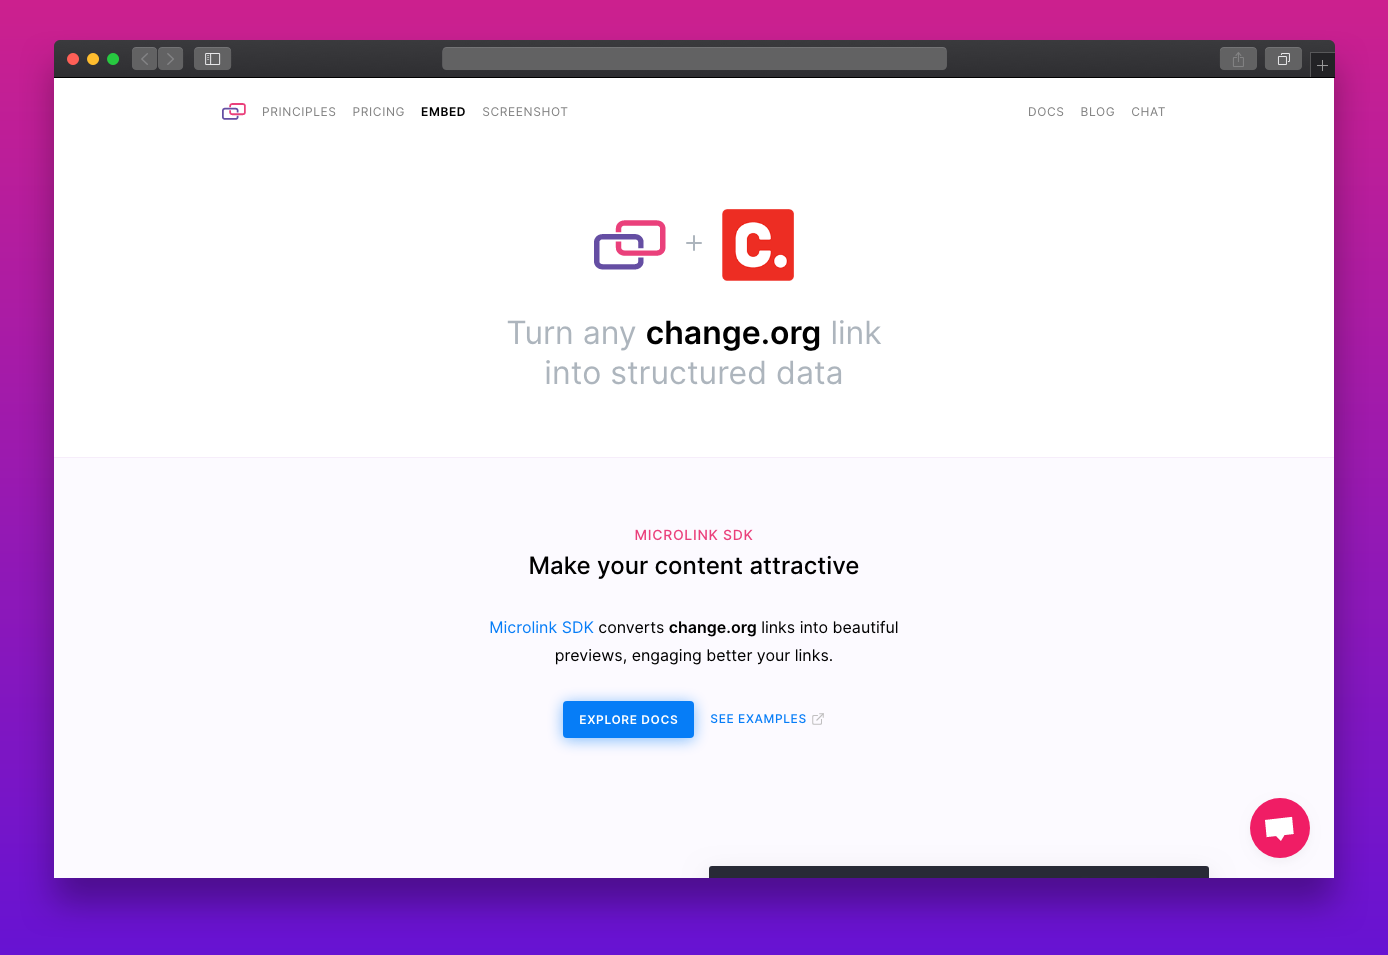 PRINCIPLES PRICING EMBED SCREENSHOT DOCS BLOG CHAT
C.
Turn any change.org link
into structured data
MICROLINK SDK
Make your content attractive
Microlink SDK converts change.org links into beautiful
previews, engaging better your links.
EXPLORE DOCS SEE EXAMPLES